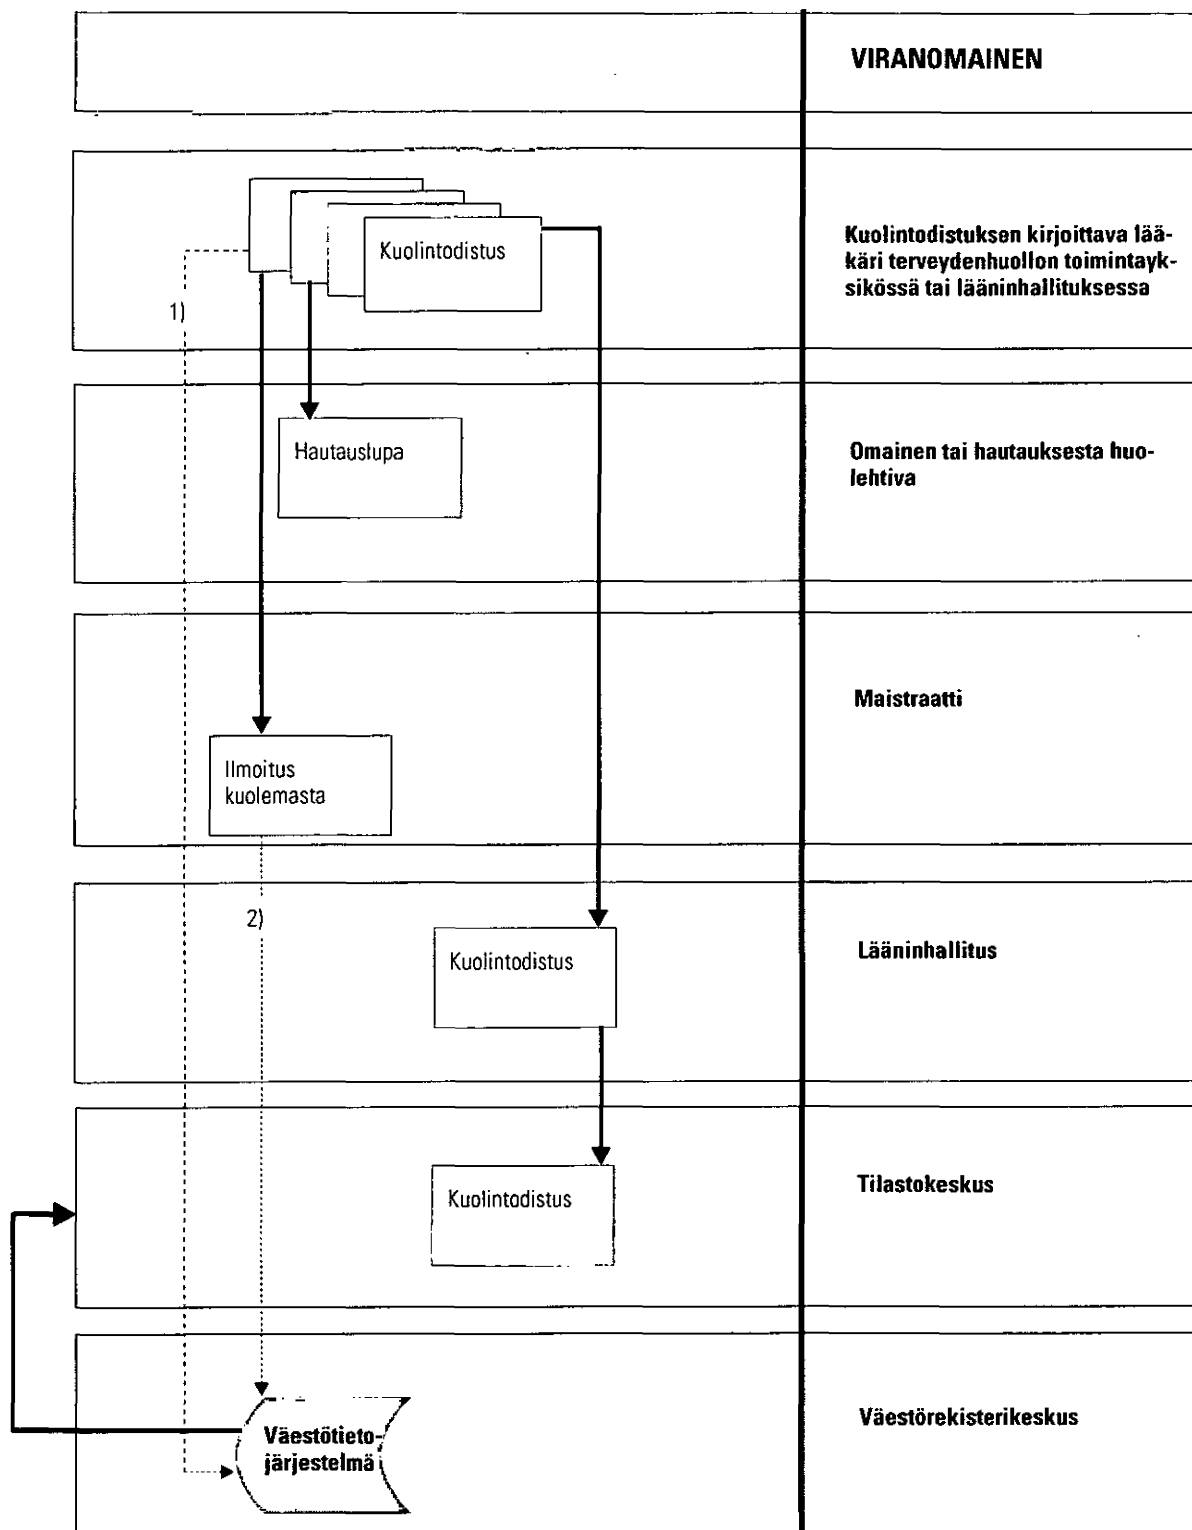 VIRANOMAINEN
Kuolintodistus
Kuolintodistuksen kirjoittava lää-
käri terveydenhuollon toimintayk-
sikössä tai lääninhallituksessa
1)
Hautauslupa
Omainen tai hautauksesta huo-
lehtiva
Maistraatti
Ilmoitus
kuolemasta
2)
Kuolintodistus
Lääninhallitus
Kuolintodistus
Tilastokeskus
Väestötieto-
järjestelmä
Väestörekisterikeskus